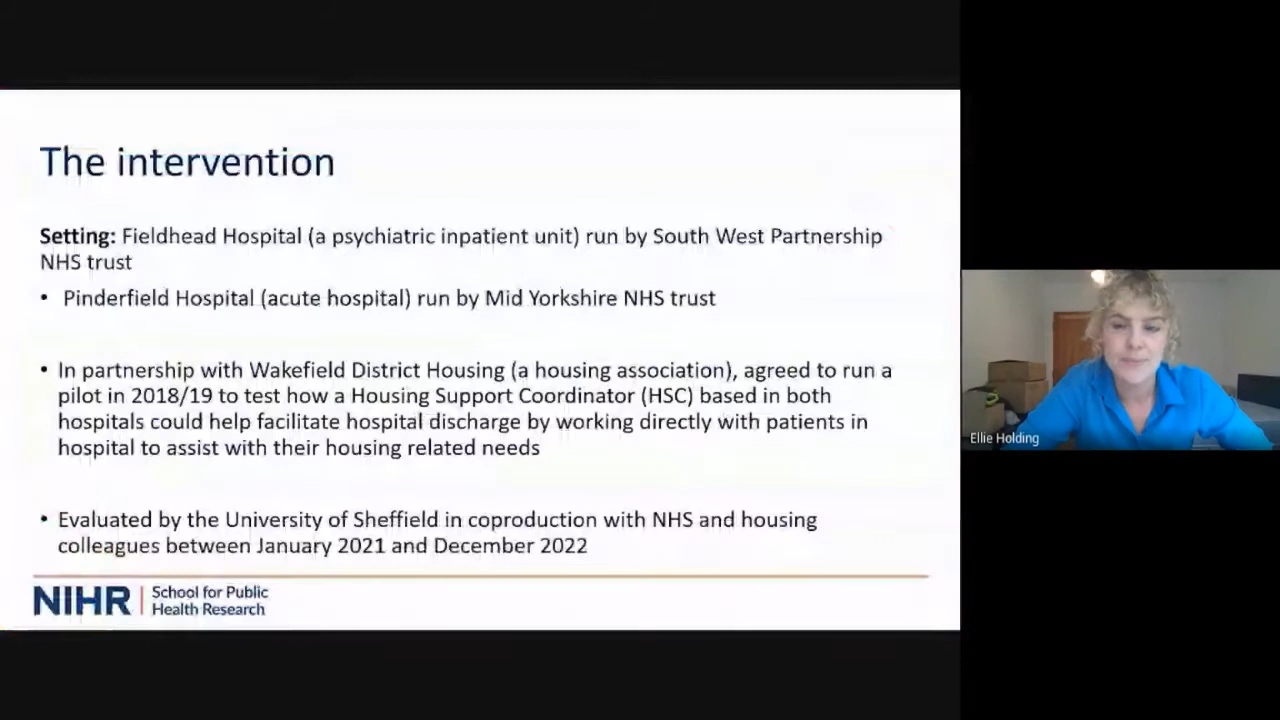 The intervention
Setting: Fieldhead Hospital (a psychiatric inpatient unit) run by South West Partnership
NHS trust
• Pinderfield Hospital (acute hospital) run by Mid Yorkshire NHS trust
• In partnership with Wakefield District Housing (a housing association), agreed to run a
pilot in 2018/19 to test how a Housing Support Coordinator (HSC) based in both
hospitals could help facilitate hospital discharge by working directly with patients in
hospital to assist with their housing related needs
• Evaluated by the University of Sheffield in coproduction with NHS and housing
colleagues between January 2021 and December 2022
NIHR | School for Public
Health Research
Ellie Holding